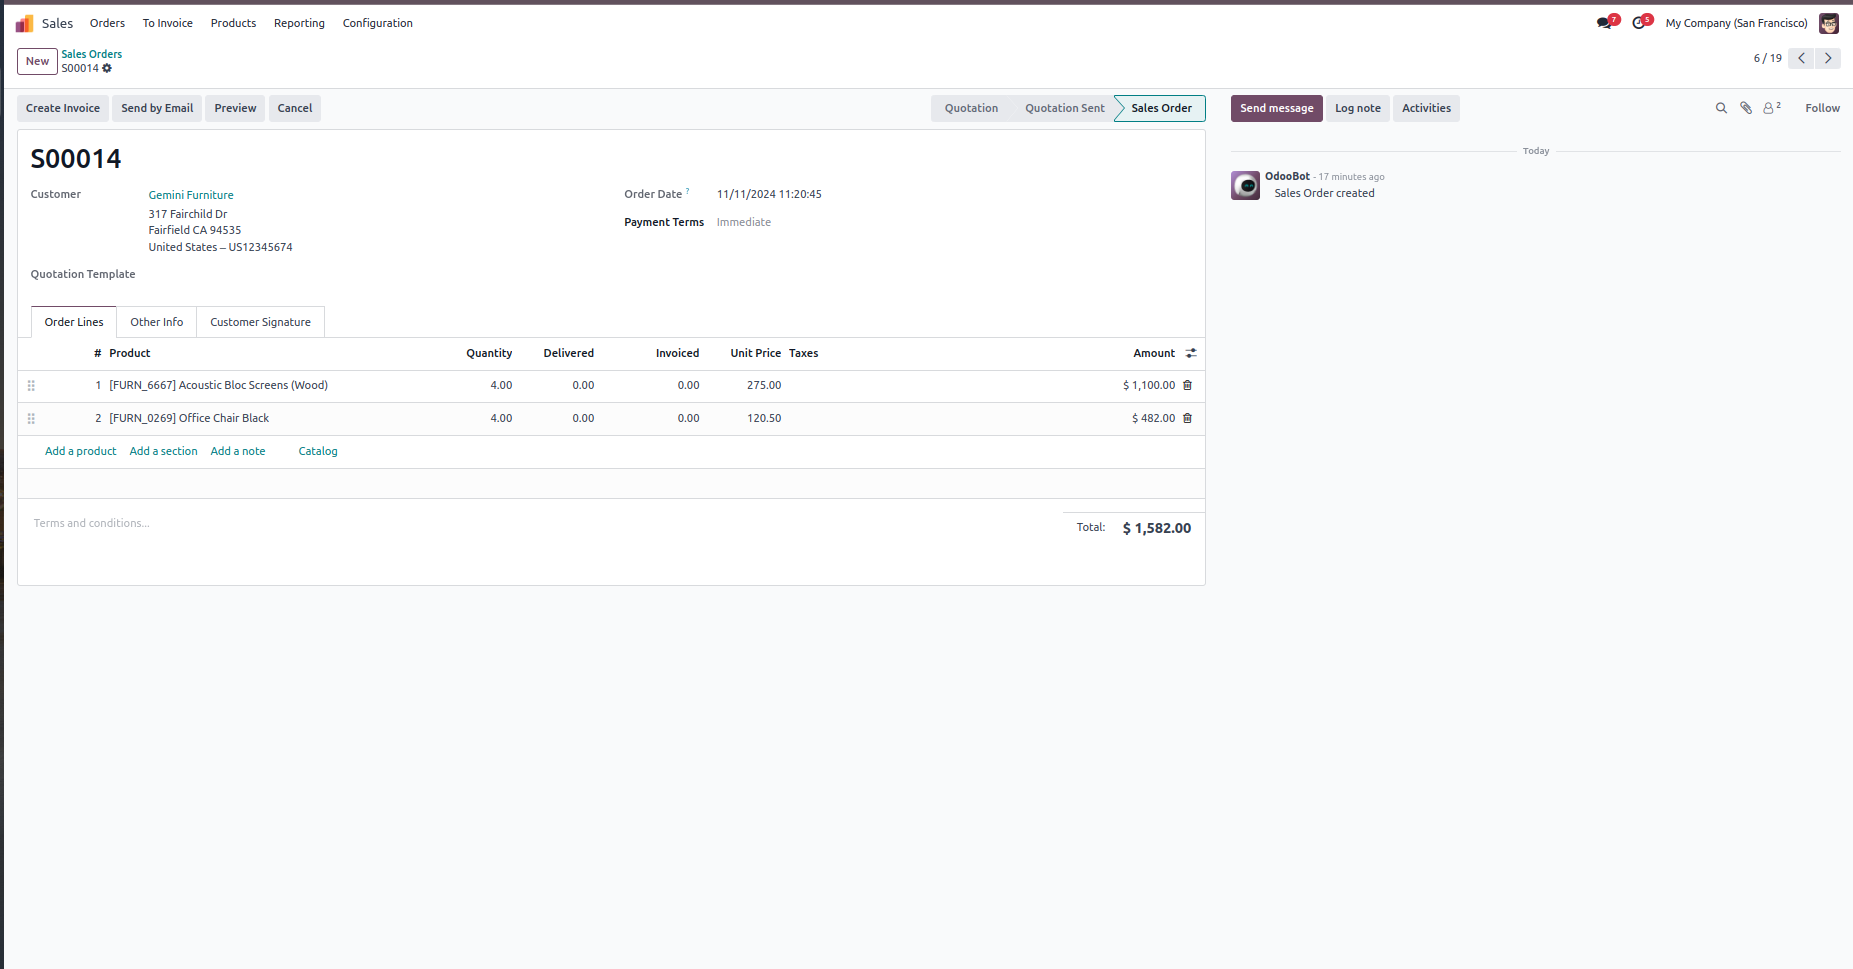 Sales Orders To Invoice Products Reporting Configuration 7 5 My Company (San Francisco)
New Sales Orders
S00014
6 / 19
Create Invoice Send by Email Preview Cancel Quotation Quotation Sent Sales Order Send message Log note Activities 2 Follow
Today
S00014
OdooBot - 17 minutes ago
Sales Order created
Customer Gemini Furniture Order Date ? 11/11/2024 11:20:45
317 Fairchild Dr
Payment Terms Immediate
Fairfield CA 94535
United States – US12345674
Quotation Template
Order Lines Other Info Customer Signature
# Product Quantity Delivered Invoiced Unit Price Taxes Amount
1 [FURN_6667] Acoustic Bloc Screens (Wood) 4.00 0.00 0.00 275.00 $ 1,100.00
2 [FURN_0269] Office Chair Black 4.00 0.00 0.00 120.50 $ 482.00
Add a product Add a section Add a note Catalog
Terms and conditions...
Total: $ 1,582.00